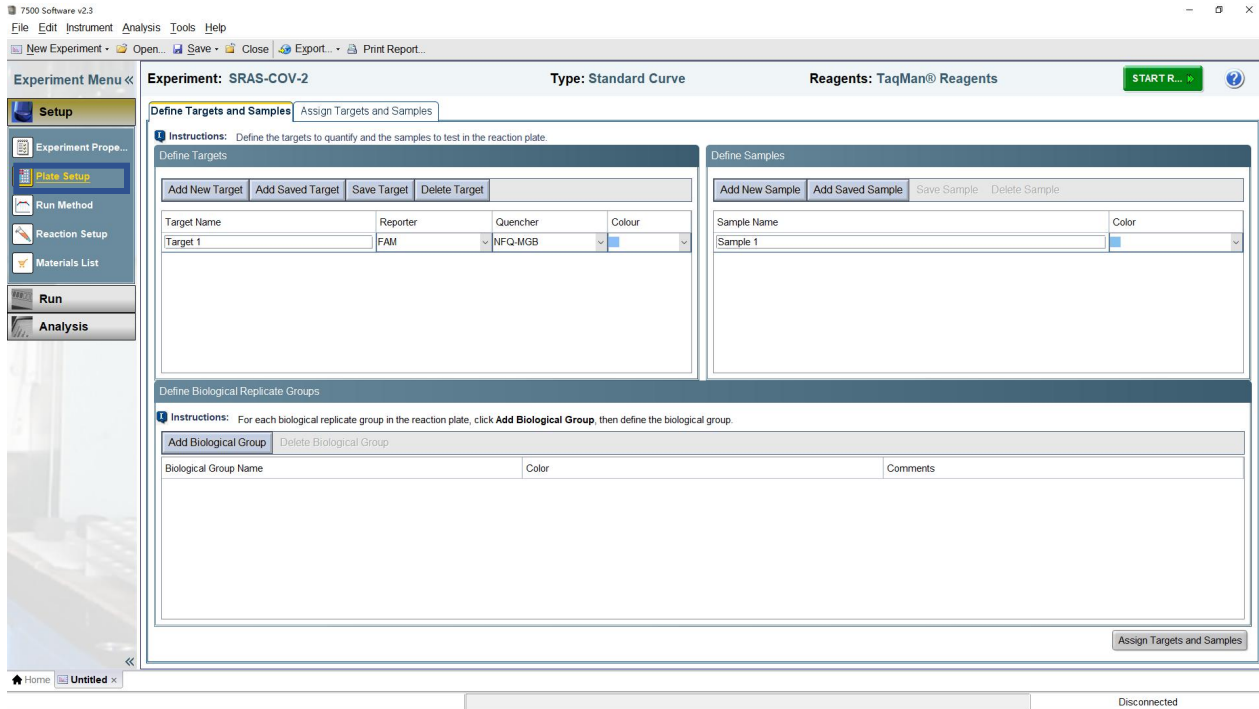 7500 Software v2.3
File Edit Instrument Analysis Tools Help
New Experiment Open... Save Close Export... Print Report...
Experiment Menu «
Experiment: SRAS-COV-2 Type: Standard Curve Reagents: TaqMan® Reagents START R... »
Setup
Define Targets and Samples Assign Targets and Samples
Instructions: Define the targets to quantify and the samples to test in the reaction plate.
Experiment Prope...
Plate Setup
Run Method
Reaction Setup
Materials List
Run
Analysis
Define Targets
Add New Target Add Saved Target Save Target Delete Target
Target Name Reporter Quencher Colour
Target 1 FAM NFQ-MGB
Define Samples
Add New Sample Add Saved Sample Save Sample Delete Sample
Sample Name Color
Sample 1
Define Biological Replicate Groups
Instructions: For each biological replicate group in the reaction plate, click Add Biological Group, then define the biological group.
Add Biological Group Delete Biological Group
Biological Group Name Color Comments
Assign Targets and Samples
«
Home Untitled ×
Disconnected